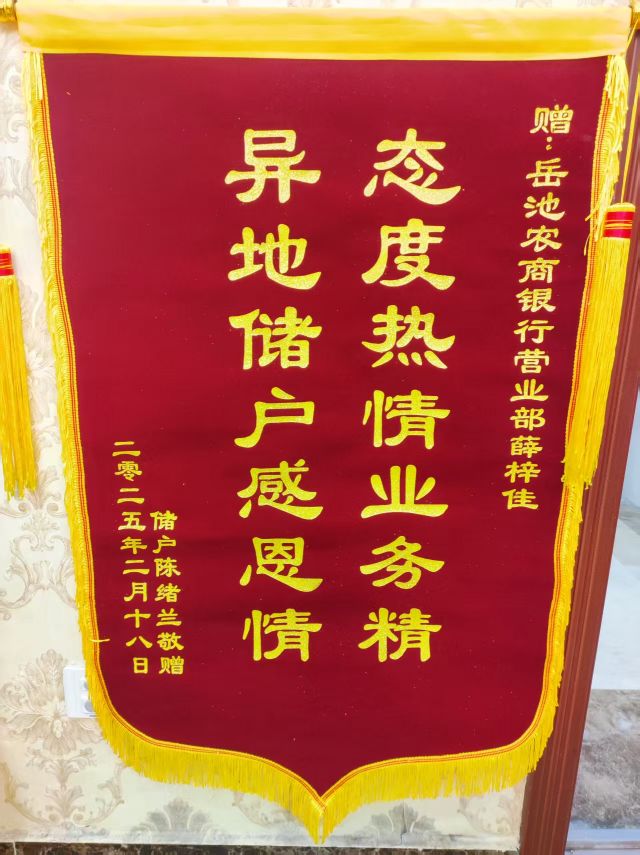 赠：岳池农商银行营业部薛梓佳
态度热情业务精
异地储户感恩情
储户陈绪兰敬赠
二零二五年二月十八日